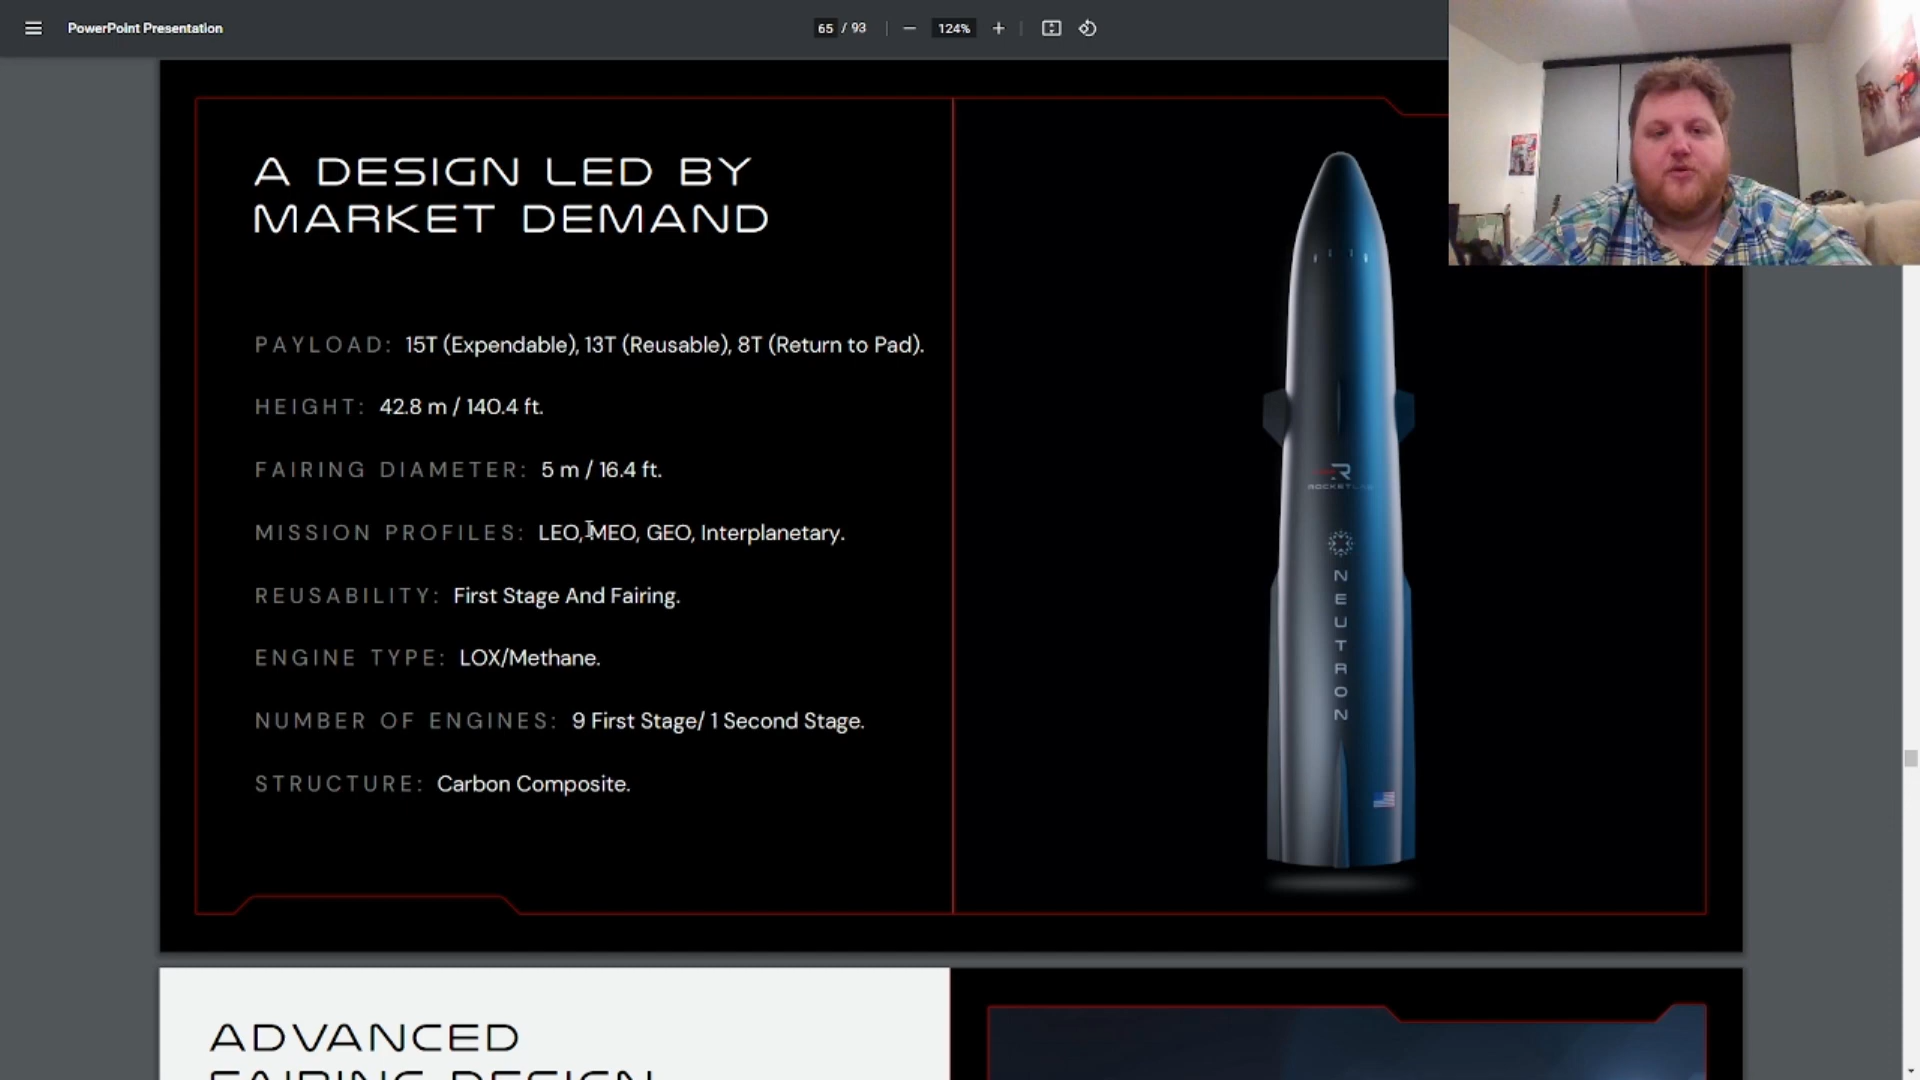 PowerPoint Presentation
65 / 93
124%
A DESIGN LED BY
MARKET DEMAND
PAYLOAD: 15T (Expendable), 13T (Reusable), 8T (Return to Pad).
HEIGHT: 42.8 m / 140.4 ft.
FAIRING DIAMETER: 5 m / 16.4 ft.
MISSION PROFILES: LEO, MEO, GEO, Interplanetary.
REUSABILITY: First Stage And Fairing.
ENGINE TYPE: LOX/Methane.
NUMBER OF ENGINES: 9 First Stage/ 1 Second Stage.
STRUCTURE: Carbon Composite.
ROCKETLAB
NEUTRON
ADVANCED
FAIRING DESIGN